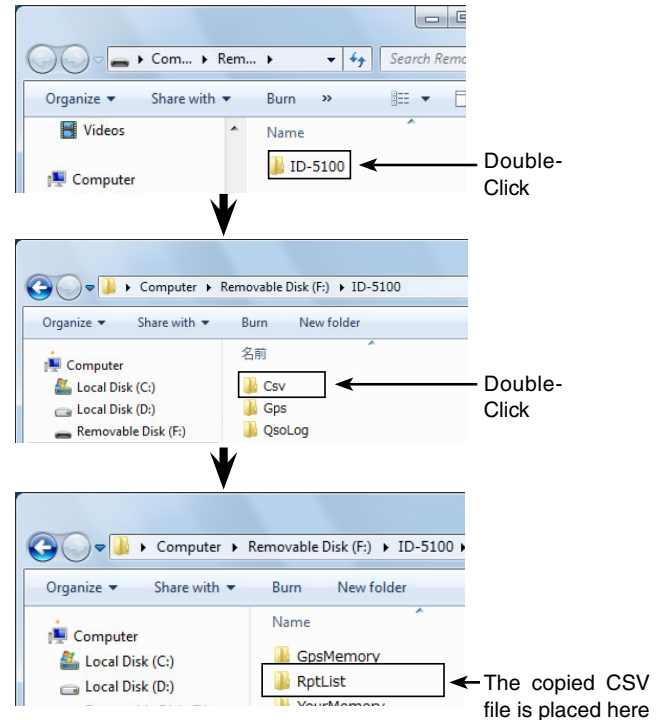 Com... Rem... Search Remo
Organize Share with Burn »
Videos Name
ID-5100 Double-
Click
Computer
Computer Removable Disk (F:) ID-5100
Organize Share with Burn New folder
名前
Computer
Csv Double-
Click
Local Disk (C:)
Local Disk (D:) Gps
Removable Disk (F:) QsoLog
Computer Removable Disk (F:) ID-5100
Organize Share with Burn New folder
Name
Computer
GpsMemory
Local Disk (C:)
RptList The copied CSV
file is placed here
Local Disk (D:)
YourMemory